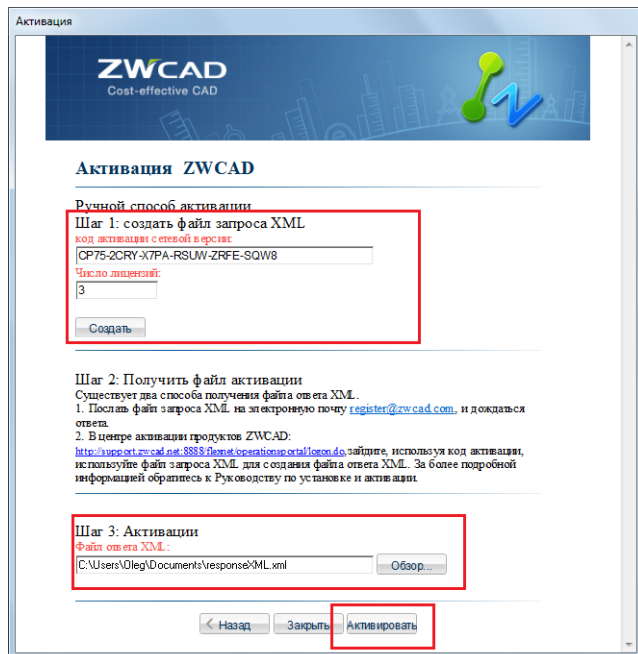 Активация
ZWCAD
Cost-effective CAD
Активация ZWCAD
Ручной способ активации
Шаг 1: создать файл запроса XML
код активации сетевой версии:
CP75-2CRY-X7PA-RSUW-ZRFE-SQW8
Число лицензий:
3
Создать
Шаг 2: Получить файл активации
Существует два способа получения файла ответа XML.
1. Послать файл запроса XML на электронную почту register@zwcad.com, и дождаться
ответа.
2. В центре активации продуктов ZWCAD:
http://support.zwcad.net:8888/flexnet/operationsportal/logon.do,зайдите, используя код активации,
используйте файл запроса XML для создания файла ответа XML. За более подробной
информацией обратитесь к Руководству по установке и активации.
Шаг 3: Активации
Файл ответа XML:
C:\Users\Oleg\Documents\responseXML.xml
Обзор...
Назад
Закрыть
Активировать